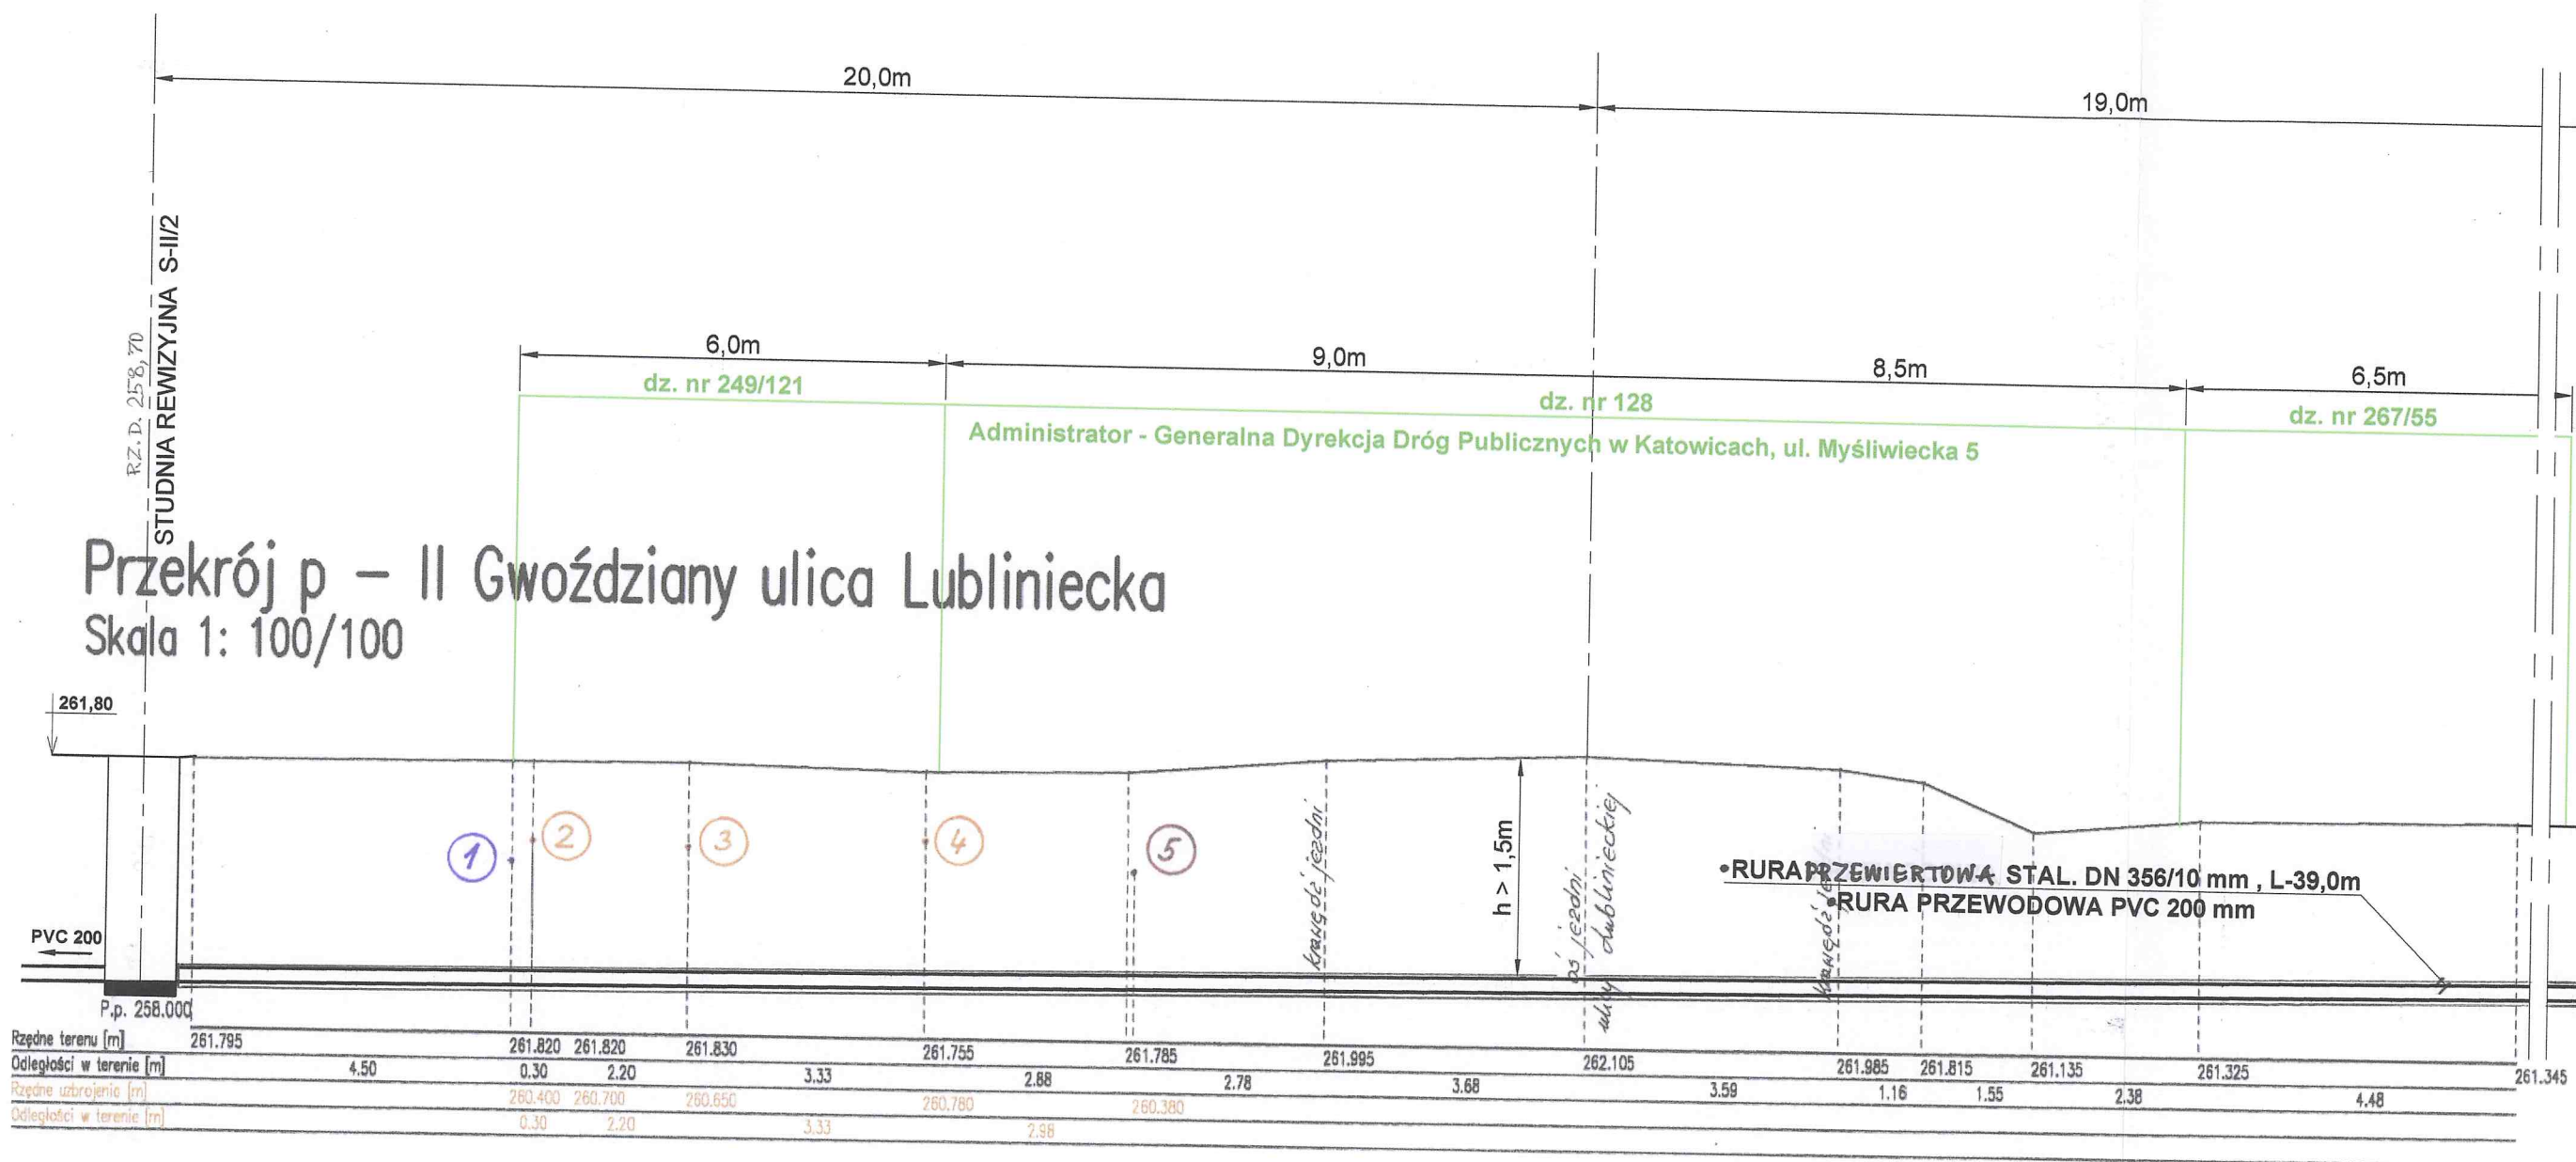 20,0m
19,0m
RZ. D. 258,70
STUDNIA REWIZYJNA S-II/2
6,0m
9,0m
8,5m
6,5m
dz. nr 249/121
dz. nr 128
dz. nr 267/55
Administrator - Generalna Dyrekcja Dróg Publicznych w Katowicach, ul. Myśliwiecka 5
Przekrój p – II Gwoździany ulica Lubliniecka
Skala 1: 100/100
261,80
1
2
3
4
5
krawędź jezdni
h > 1,5m
oś jezdni
ulicy Lublinieckiej
krawędź jezdni
•RURA PRZEWIERTOWA STAL. DN 356/10 mm , L-39,0m
•RURA PRZEWODOWA PVC 200 mm
PVC 200
P.p. 258.000
Rzędne terenu [m] 261.795 261.820 261.820 261.830 261.755 261.785 261.995 262.105 261.985 261.815 261.135 261.325 261.345
Odległości w terenie [m] 4.50 0.30 2.20 3.33 2.88 2.78 3.68 3.59 1.16 1.55 2.38 4.48
Rzędne uzbrojenia [m] 260.400 260.700 260.650 260.780 260.380
Odległości w terenie [m] 0.30 2.20 3.33 2.98